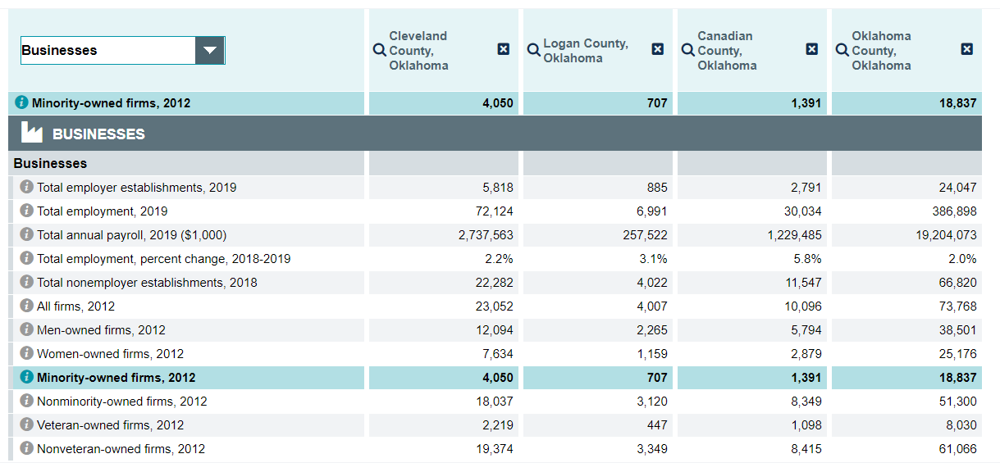 Businesses
Cleveland
County,
Oklahoma
Logan County,
Oklahoma
Canadian
County,
Oklahoma
Oklahoma
County,
Oklahoma
Minority-owned firms, 2012 4,050 707 1,391 18,837
BUSINESSES
Businesses
Total employer establishments, 2019 5,818 885 2,791 24,047
Total employment, 2019 72,124 6,991 30,034 386,898
Total annual payroll, 2019 ($1,000) 2,737,563 257,522 1,229,485 19,204,073
Total employment, percent change, 2018-2019 2.2% 3.1% 5.8% 2.0%
Total nonemployer establishments, 2018 22,282 4,022 11,547 66,820
All firms, 2012 23,052 4,007 10,096 73,768
Men-owned firms, 2012 12,094 2,265 5,794 38,501
Women-owned firms, 2012 7,634 1,159 2,879 25,176
Minority-owned firms, 2012 4,050 707 1,391 18,837
Nonminority-owned firms, 2012 18,037 3,120 8,349 51,300
Veteran-owned firms, 2012 2,219 447 1,098 8,030
Nonveteran-owned firms, 2012 19,374 3,349 8,415 61,066